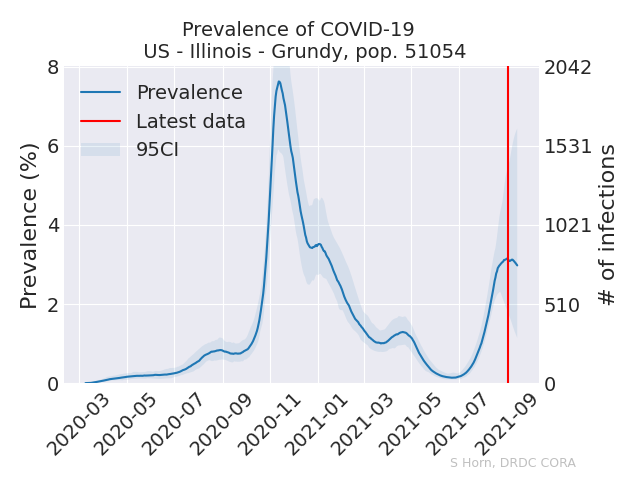 Prevalence of COVID-19
US - Illinois - Grundy, pop. 51054
Prevalence
Latest data
95CI
Prevalence (%)
8
6
4
2
0
2042
1531
1021
510
0
# of infections
2020-03
2020-05
2020-07
2020-09
2020-11
2021-01
2021-03
2021-05
2021-07
2021-09
S Horn, DRDC CORA